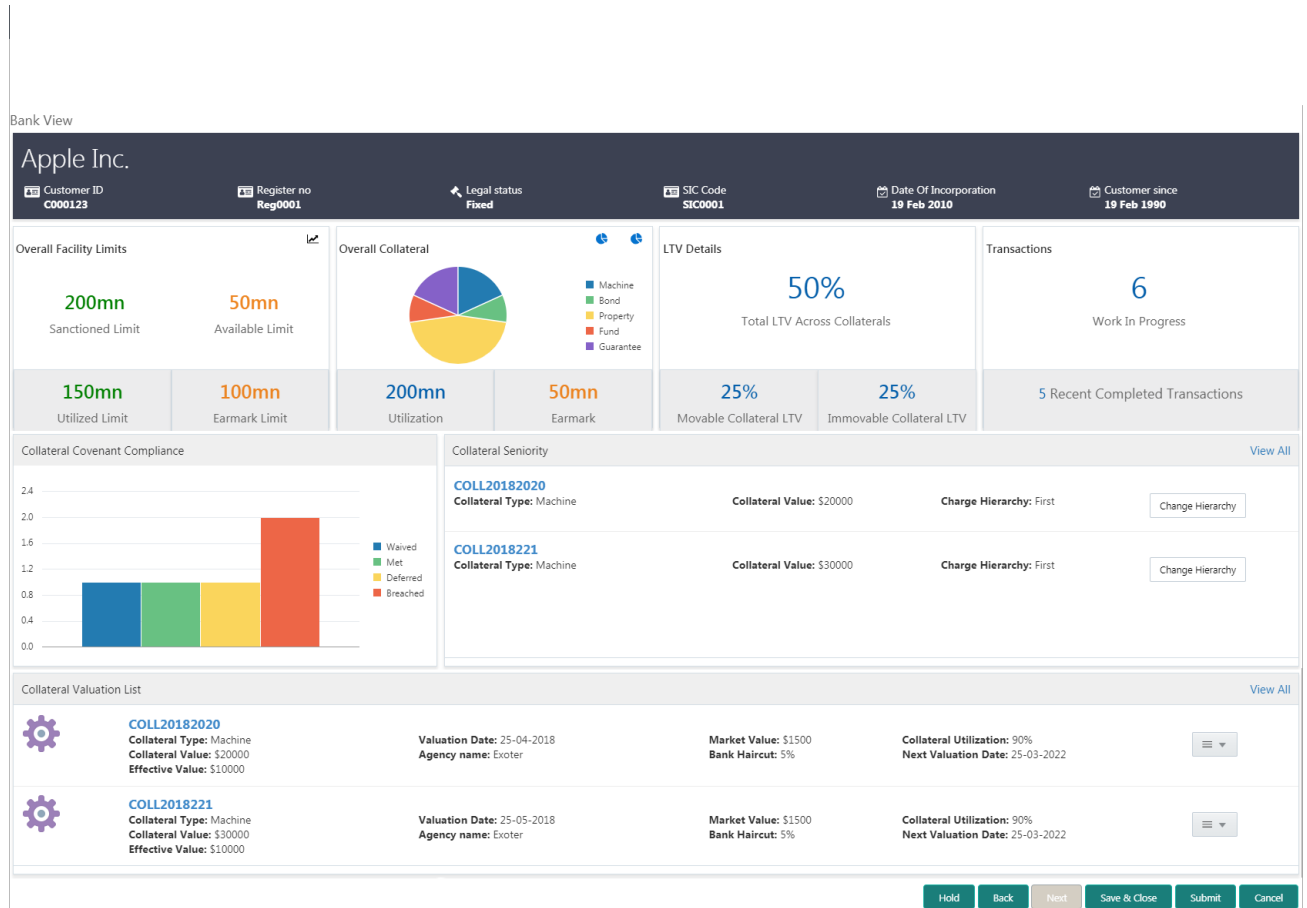 Bank View
Apple Inc.
Customer ID Register no Legal status SIC Code Date Of Incorporation Customer since
C000123 Reg0001 Fixed SIC0001 19 Feb 2010 19 Feb 1990
Overall Facility Limits
200mn 50mn
Sanctioned Limit Available Limit
150mn 100mn
Utilized Limit Earmark Limit
Overall Collateral
Machine
Bond
Property
Fund
Guarantee
200mn 50mn
Utilization Earmark
LTV Details
50%
Total LTV Across Collaterals
25% 25%
Movable Collateral LTV Immovable Collateral LTV
Transactions
6
Work In Progress
5 Recent Completed Transactions
Collateral Covenant Compliance
2.4
2.0
1.6
1.2
0.8
0.4
0.0
Waived
Met
Deferred
Breached
Collateral Seniority View All
COLL20182020
Collateral Type: Machine Collateral Value: $20000 Charge Hierarchy: First Change Hierarchy
COLL2018221
Collateral Type: Machine Collateral Value: $30000 Charge Hierarchy: First Change Hierarchy
Collateral Valuation List View All
COLL20182020
Collateral Type: Machine Valuation Date: 25-04-2018 Market Value: $1500 Collateral Utilization: 90%
Collateral Value: $20000 Agency name: Exoter Bank Haircut: 5% Next Valuation Date: 25-03-2022
Effective Value: $10000
COLL2018221
Collateral Type: Machine Valuation Date: 25-05-2018 Market Value: $1500 Collateral Utilization: 90%
Collateral Value: $30000 Agency name: Exoter Bank Haircut: 5% Next Valuation Date: 25-03-2022
Effective Value: $10000
Hold Back Next Save & Close Submit Cancel